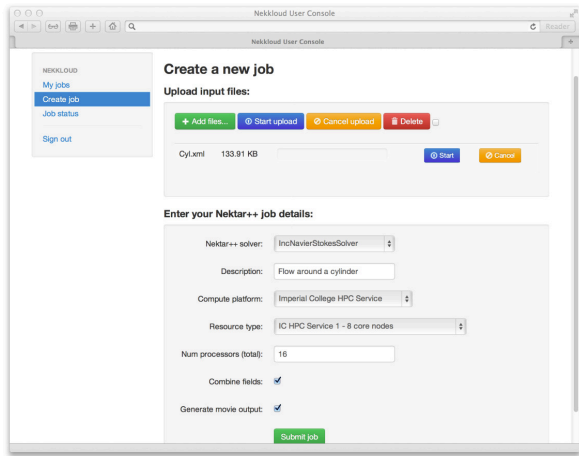 Nekkloud User Console
Reader
Nekkloud User Console
NEKKLOUD
My jobs
Create job
Job status
Sign out
Create a new job
Upload input files:
Add files...
Start upload
Cancel upload
Delete
Cyl.xml 133.91 KB Start Cancel
Enter your Nektar++ job details:
Nektar++ solver: IncNavierStokesSolver
Description: Flow around a cylinder
Compute platform: Imperial College HPC Service
Resource type: IC HPC Service 1 - 8 core nodes
Num processors (total): 16
Combine fields:
Generate movie output:
Submit job